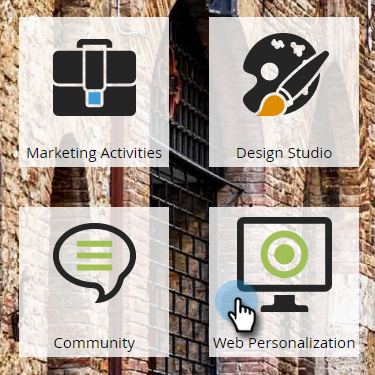 Marketing Activities
Design Studio
Community
Web Personalization